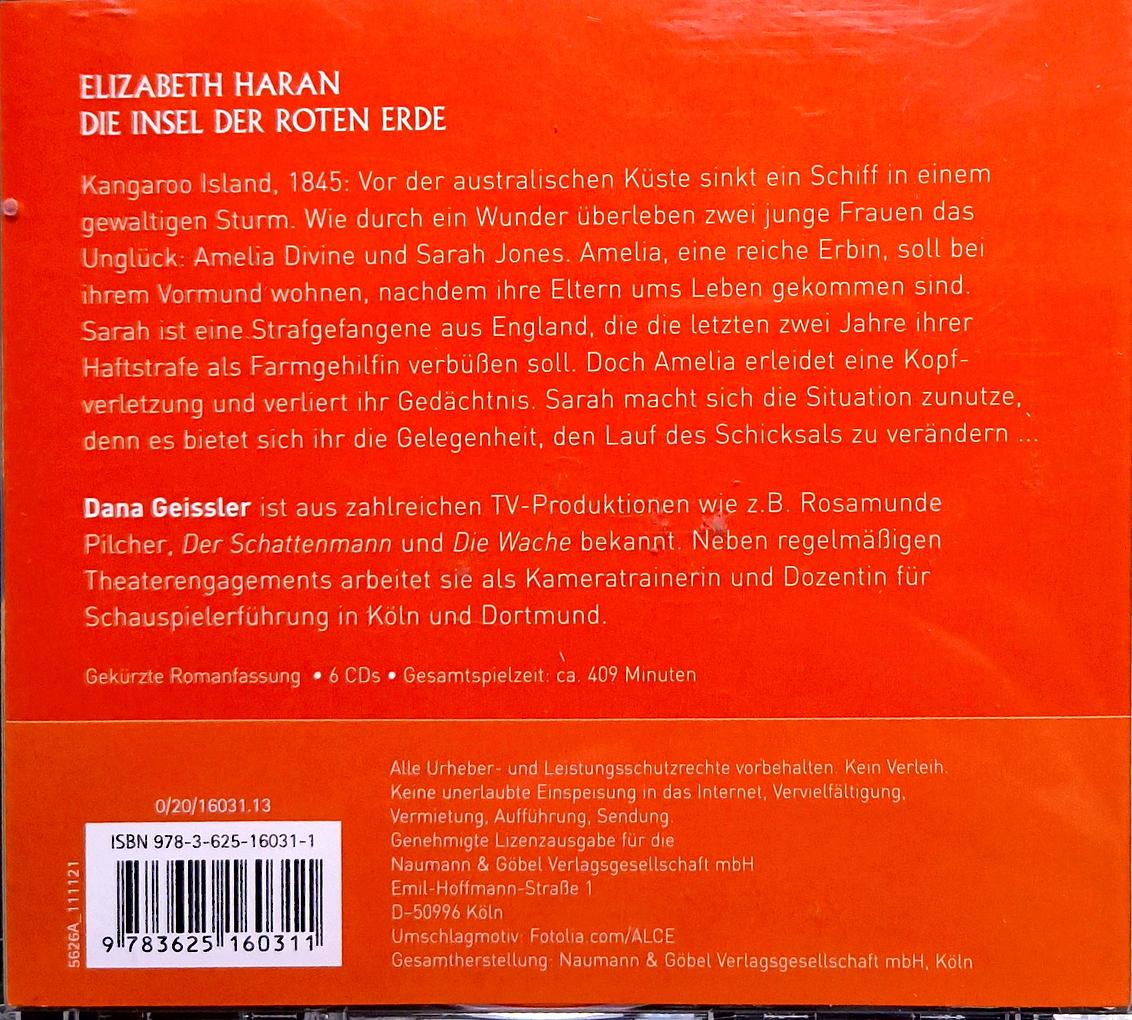 ELIZABETH HARAN
DIE INSEL DER ROTEN ERDE
Kangaroo Island, 1845: Vor der australischen Küste sinkt ein Schiff in einem
gewaltigen Sturm. Wie durch ein Wunder überleben zwei junge Frauen das
Unglück: Amelia Divine und Sarah Jones. Amelia, eine reiche Erbin, soll bei
ihrem Vormund wohnen, nachdem ihre Eltern ums Leben gekommen sind.
Sarah ist eine Strafgefangene aus England, die die letzten zwei Jahre ihrer
Haftstrafe als Farmgehilfin verbüßen soll. Doch Amelia erleidet eine Kopf-
verletzung und verliert ihr Gedächtnis. Sarah macht sich die Situation zunutze,
denn es bietet sich ihr die Gelegenheit, den Lauf des Schicksals zu verändern ...
Dana Geissler ist aus zahlreichen TV-Produktionen wie z.B. Rosamunde
Pilcher, Der Schattenmann und Die Wache bekannt. Neben regelmäßigen
Theaterengagements arbeitet sie als Kameratrainerin und Dozentin für
Schauspielerführung in Köln und Dortmund.
Gekürzte Romanfassung • 6 CDs • Gesamtspielzeit: ca. 409 Minuten
0/20/16031.13
ISBN 978-3-625-16031-1
9 783625 160311
5626A_111121
Alle Urheber- und Leistungsschutzrechte vorbehalten. Kein Verleih.
Keine unerlaubte Einspeisung in das Internet, Vervielfältigung,
Vermietung, Aufführung, Sendung.
Genehmigte Lizenzausgabe für die
Naumann & Göbel Verlagsgesellschaft mbH
Emil-Hoffmann-Straße 1
D-50996 Köln
Umschlagmotiv: Fotolia.com/ALCE
Gesamtherstellung: Naumann & Göbel Verlagsgesellschaft mbH, Köln